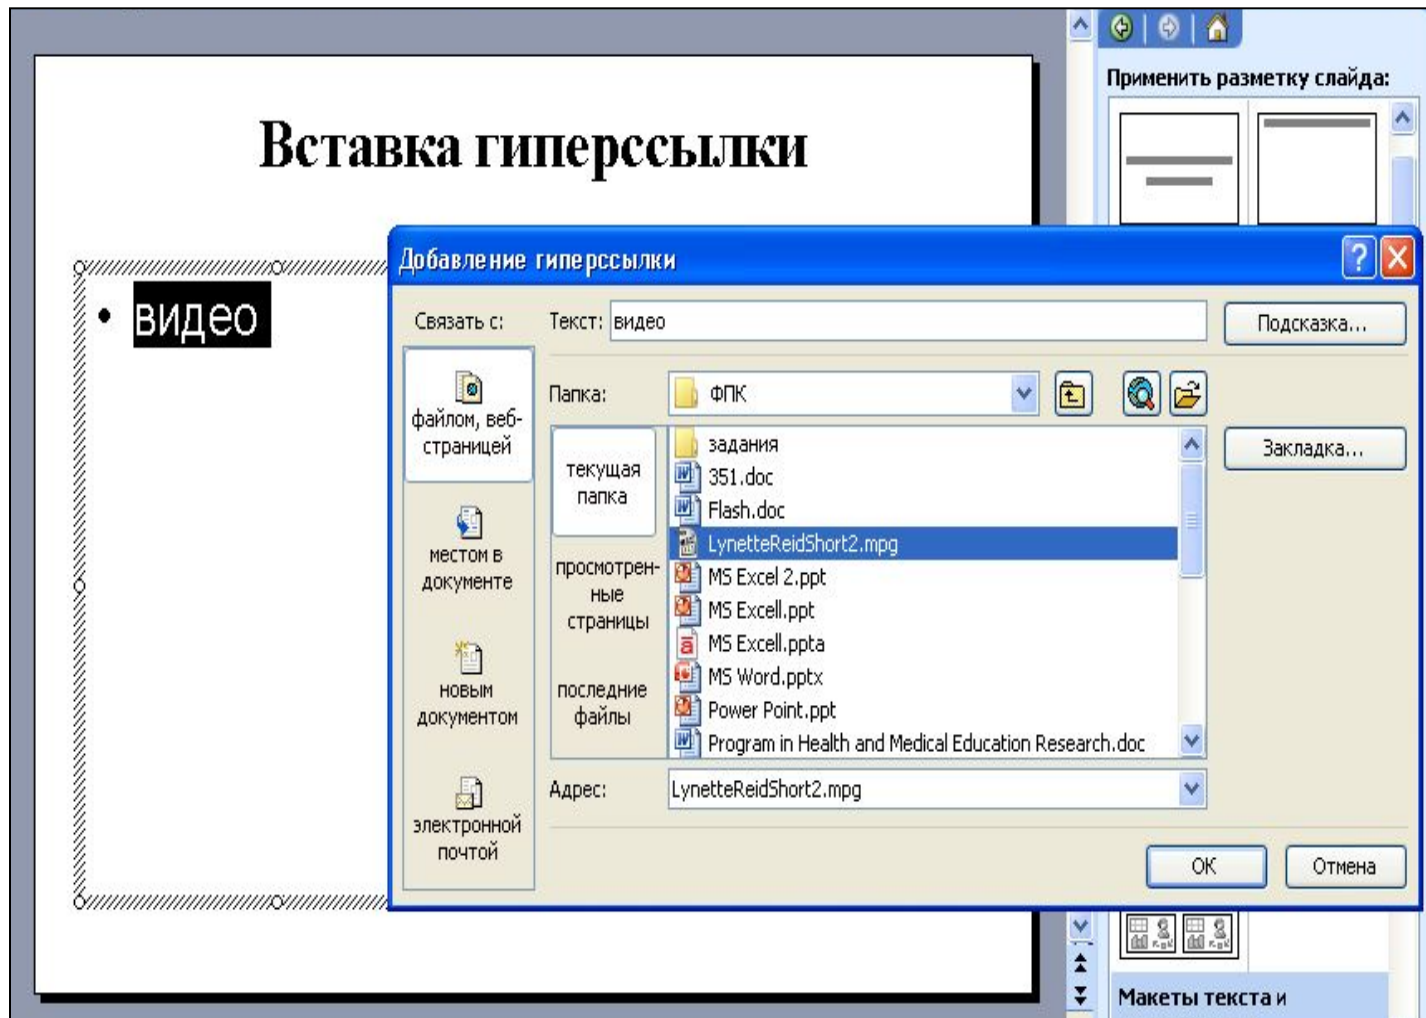 Применить разметку слайда:
Вставка гиперссылки
• видео
Добавление гиперссылки
Связать с:
Текст: видео
Подсказка...
файлом, веб-
страницей
местом в
документе
новым
документом
электронной
почтой
Папка: ФПК
текущая
папка
просмотрен-
ные
страницы
последние
файлы
задания
351.doc
Flash.doc
LynetteReidShort2.mpg
MS Excel 2.ppt
MS Excell.ppt
MS Excell.ppta
MS Word.pptx
Power Point.ppt
Program in Health and Medical Education Research.doc
Закладка...
Адрес: LynetteReidShort2.mpg
ОК
Отмена
Макеты текста и